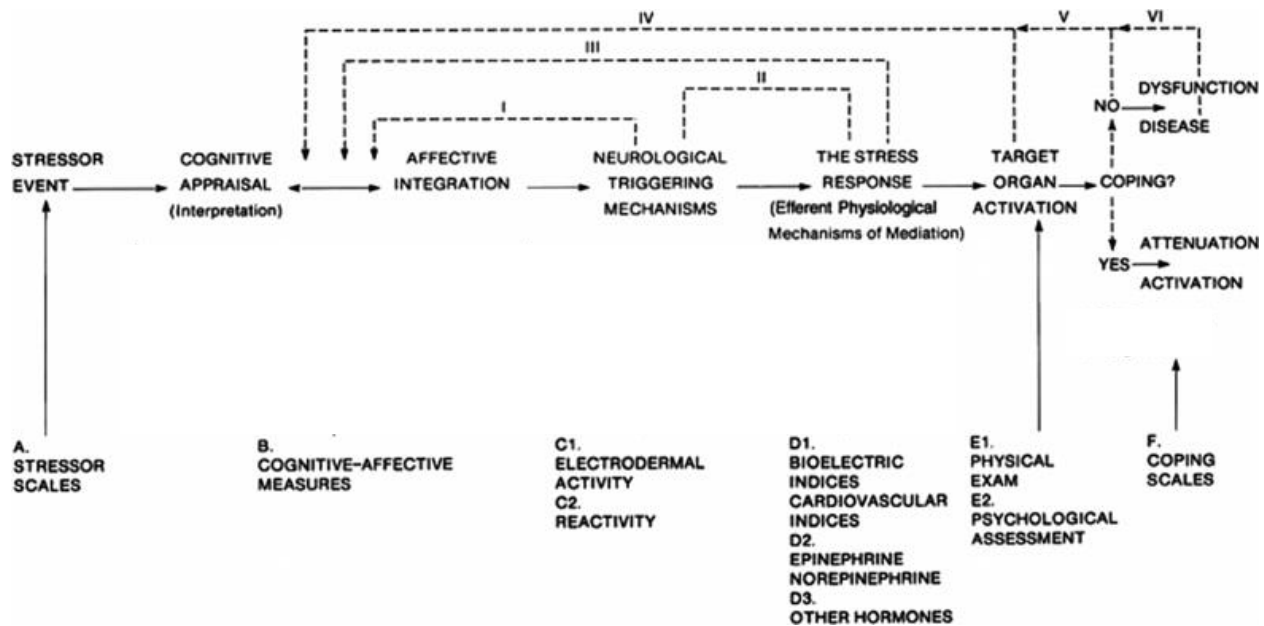 IV
V
VI
III
II
I
STRESSOR
EVENT
COGNITIVE
APPRAISAL
(Interpretation)
AFFECTIVE
INTEGRATION
NEUROLOGICAL
TRIGGERING
MECHANISMS
THE STRESS
RESPONSE
(Efferent Physiological
Mechanisms of Mediation)
TARGET
ORGAN
ACTIVATION
COPING?
NO
DYSFUNCTION
DISEASE
YES
ATTENUATION
ACTIVATION
A.
STRESSOR
SCALES
B.
COGNITIVE-AFFECTIVE
MEASURES
C1.
ELECTRODERMAL
ACTIVITY
C2.
REACTIVITY
D1.
BIOELECTRIC
INDICES
CARDIOVASCULAR
INDICES
D2.
EPINEPHRINE
NOREPINEPHRINE
D3.
OTHER HORMONES
E1.
PHYSICAL
EXAM
E2.
PSYCHOLOGICAL
ASSESSMENT
F.
COPING
SCALES